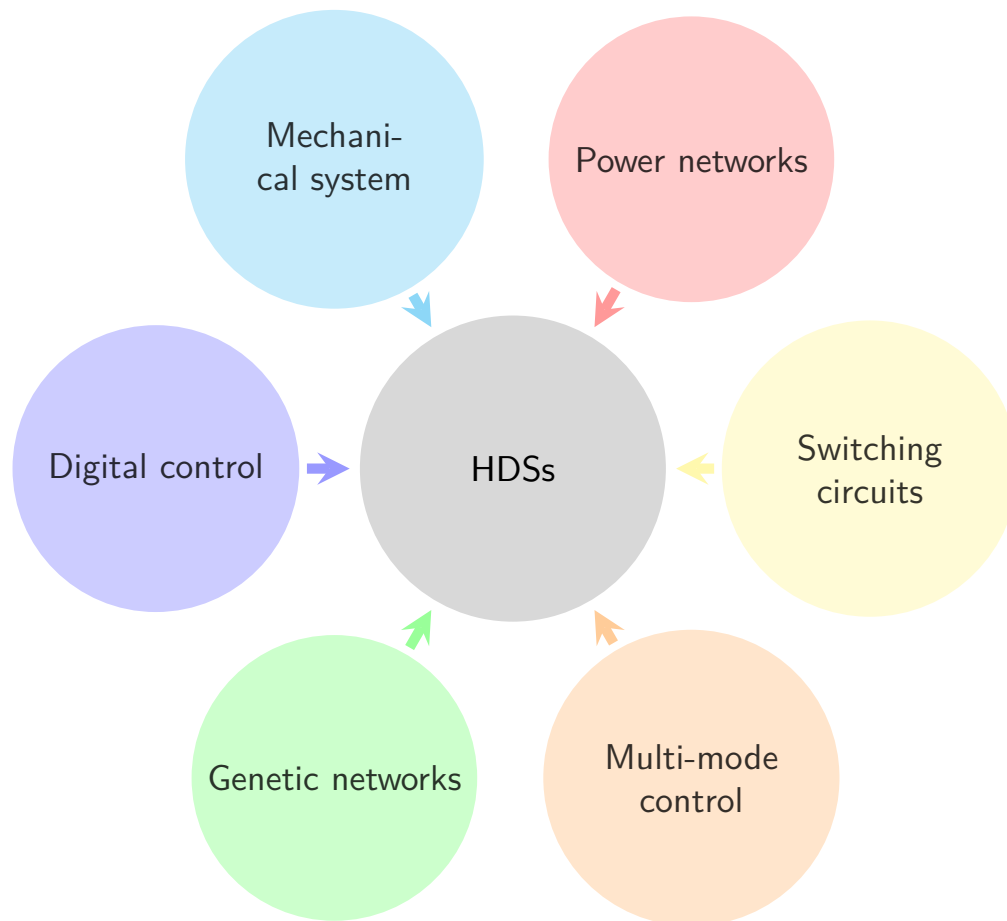 Mechani-
cal system
Power networks
Digital control
HDSs
Switching
circuits
Genetic networks
Multi-mode
control